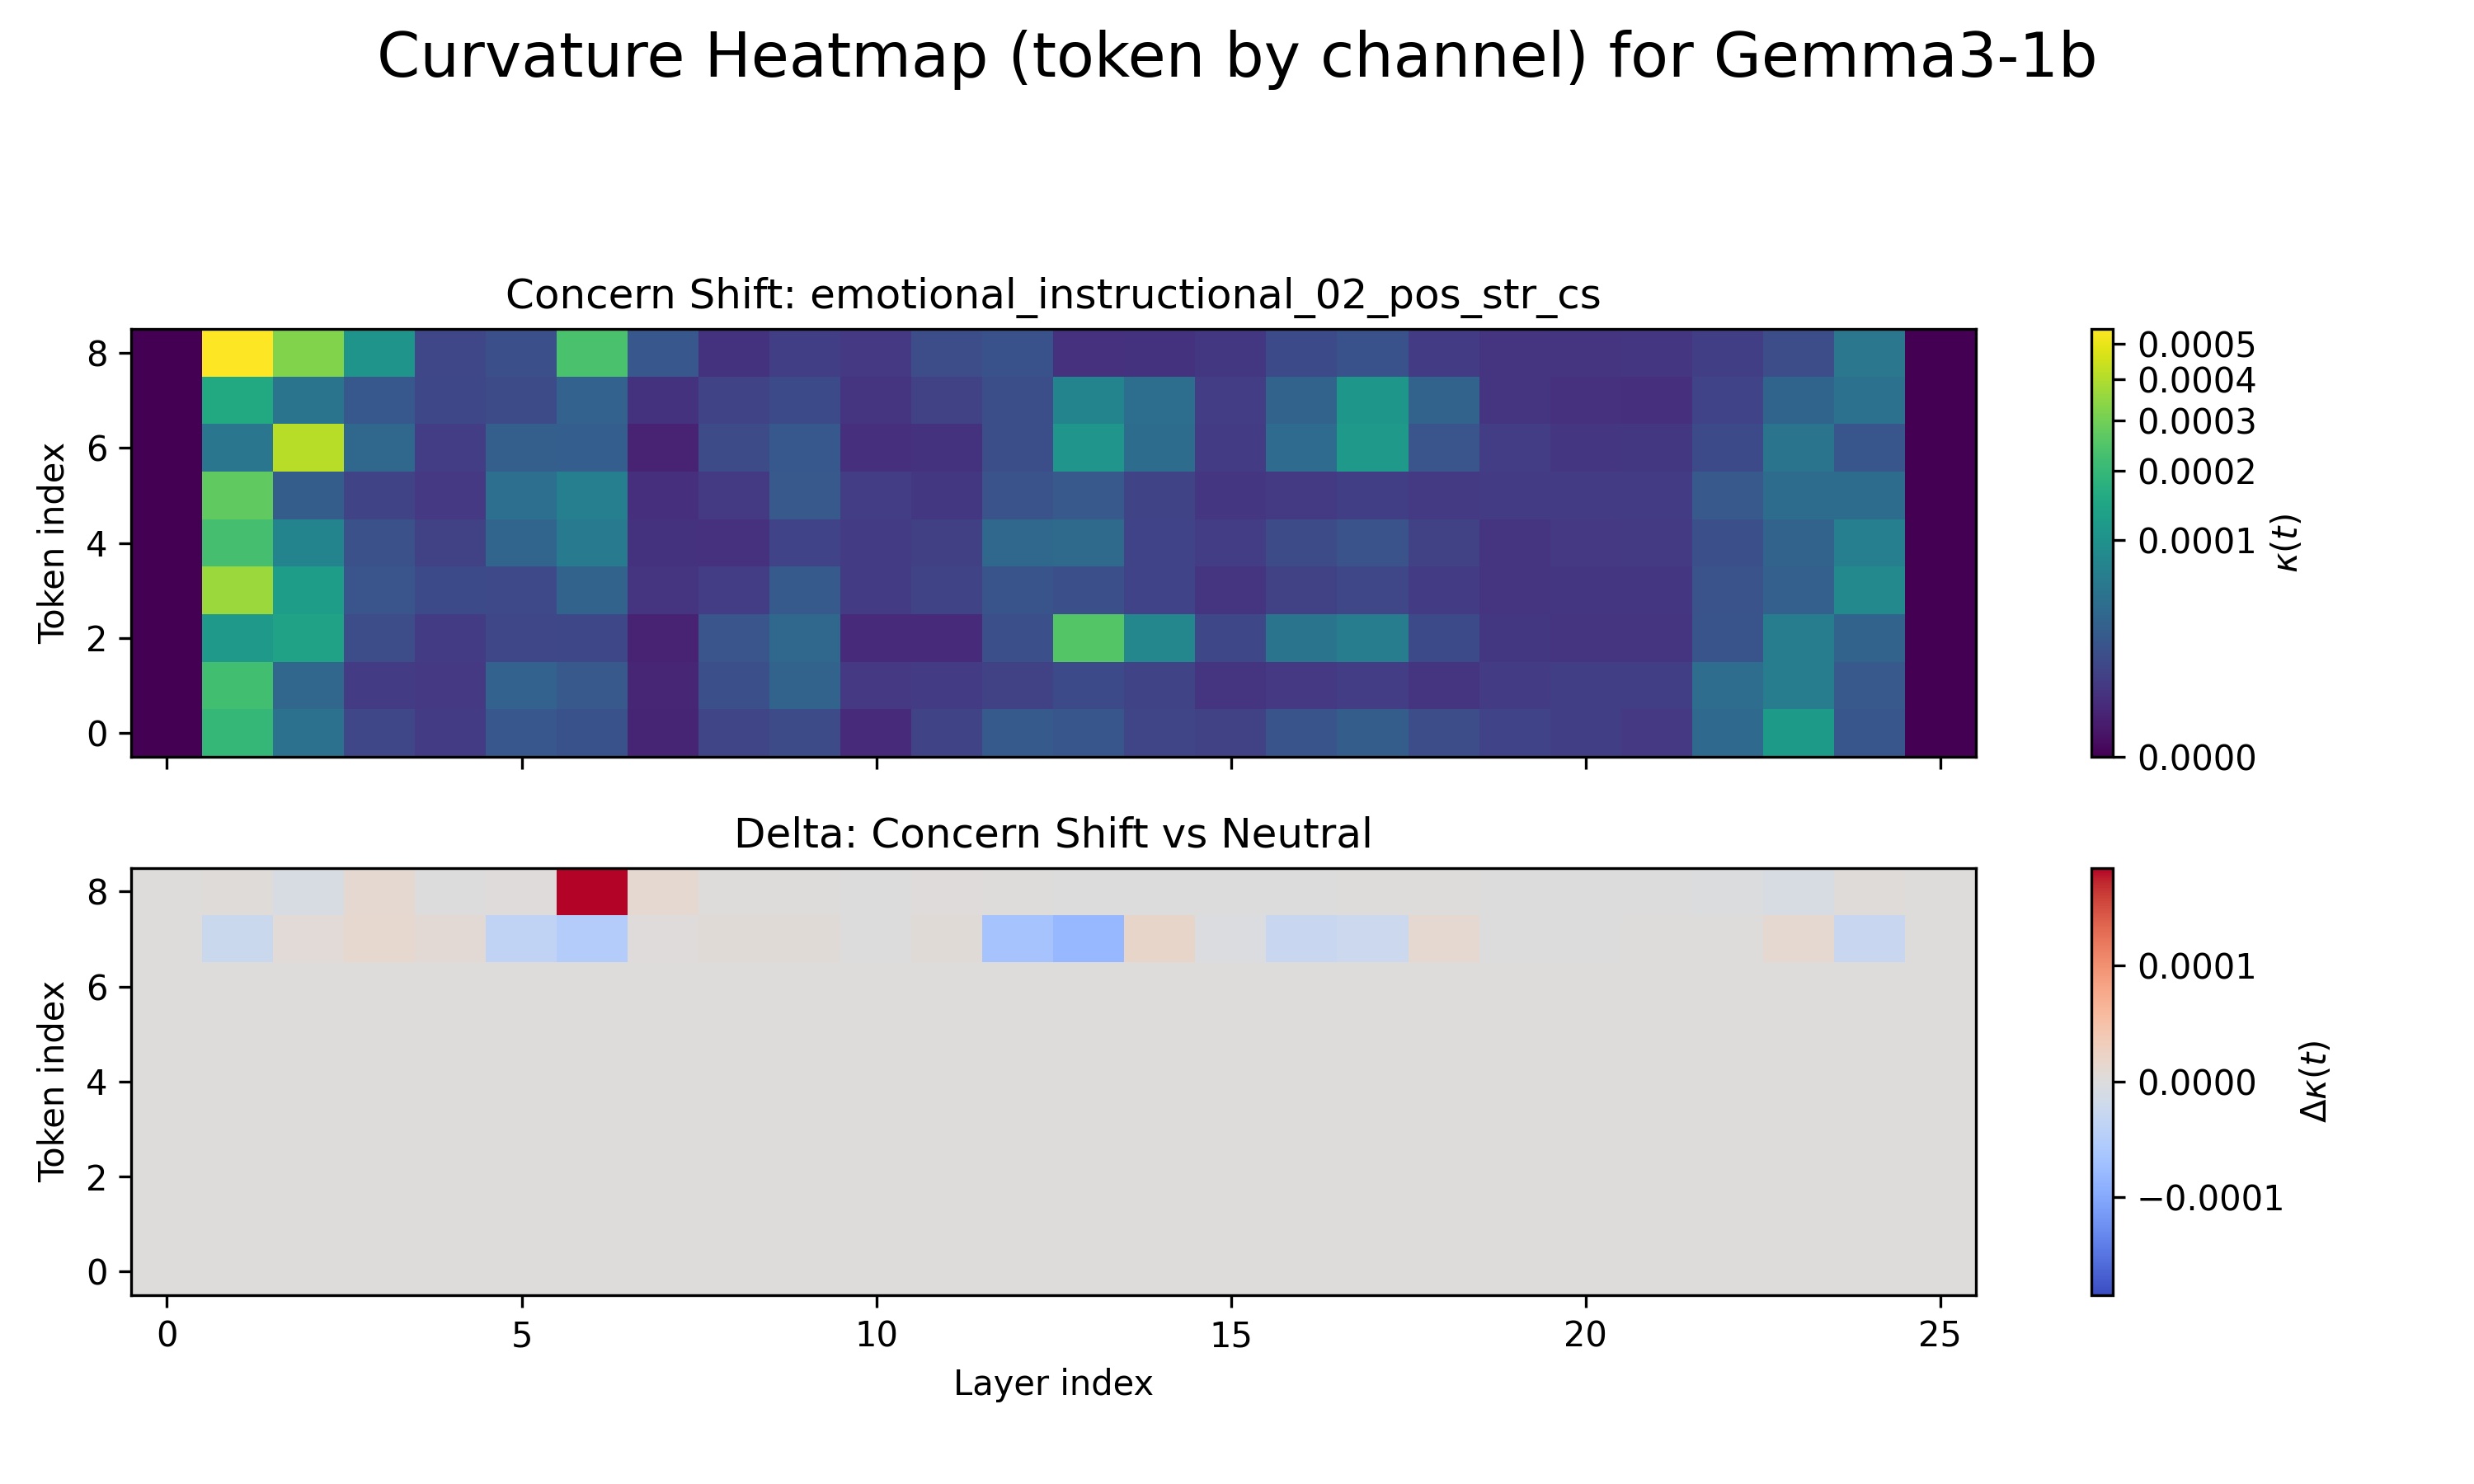 Curvature Heatmap (token by channel) for Gemma3-1b
Concern Shift: emotional_instructional_02_pos_str_cs
Token index
8
6
4
2
0
0.0005
0.0004
0.0003
0.0002
0.0001
0.0000
κ(t)
Delta: Concern Shift vs Neutral
Token index
8
6
4
2
0
0 5 10 15 20 25
Layer index
0.0001
0.0000
−0.0001
Δκ(t)